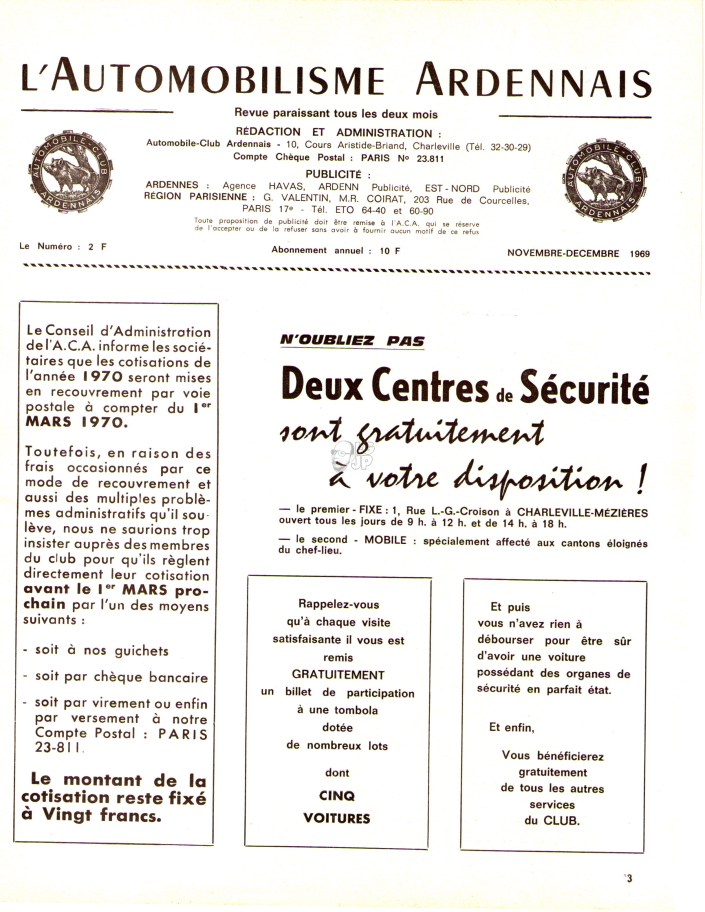 L'AUTOMOBILISME ARDENNAIS
Revue paraissant tous les deux mois
RÉDACTION ET ADMINISTRATION :
Automobile-Club Ardennais - 10, Cours Aristide-Briand, Charleville (Tél. 32-30-29)
Compte Chèque Postal : PARIS No 23.811
PUBLICITÉ :
ARDENNES : Agence HAVAS, ARDENN Publicité, EST-NORD Publicité
RÉGION PARISIENNE : G. VALENTIN, M.R. COIRAT, 203 Rue de Courcelles,
PARIS 17e - Tél. ETO 64-40 et 60-90
Toute proposition de publicité doit être remise à l'A.C.A. qui se réserve
de l'accepter ou de la refuser sans avoir à fournir aucun motif de ce refus
AUTOMOBILE-CLUB
ARDENNAIS
AUTOMOBILE-CLUB
ARDENNAIS
Le Numéro : 2 F
Abonnement annuel : 10 F
NOVEMBRE-DECEMBRE 1969
Le Conseil d'Administration
de l'A.C.A. informe les socié-
taires que les cotisations de
l'année 1970 seront mises
en recouvrement par voie
postale à compter du 1er
MARS 1970.
Toutefois, en raison des
frais occasionnés par ce
mode de recouvrement et
aussi des multiples problè-
mes administratifs qu'il sou-
lève, nous ne saurions trop
insister auprès des membres
du club pour qu'ils règlent
directement leur cotisation
avant le 1er MARS pro-
chain par l'un des moyens
suivants :
- soit à nos guichets
- soit par chèque bancaire
- soit par virement ou enfin
par versement à notre
Compte Postal : PARIS
23-811.
Le montant de la
cotisation reste fixé
à Vingt francs.
N'OUBLIEZ PAS
Deux Centres de Sécurité
sont gratuitement
à votre disposition !
JP
— le premier - FIXE : 1, Rue L.-G.-Croison à CHARLEVILLE-MÉZIÈRES
ouvert tous les jours de 9 h. à 12 h. et de 14 h. à 18 h.
— le second - MOBILE : spécialement affecté aux cantons éloignés
du chef-lieu.
Rappelez-vous
qu'à chaque visite
satisfaisante il vous est
remis
GRATUITEMENT
un billet de participation
à une tombola
dotée
de nombreux lots
dont
CINQ
VOITURES
Et puis
vous n'avez rien à
débourser pour être sûr
d'avoir une voiture
possédant des organes de
sécurité en parfait état.
Et enfin,
Vous bénéficierez
gratuitement
de tous les autres
services
du CLUB.
3